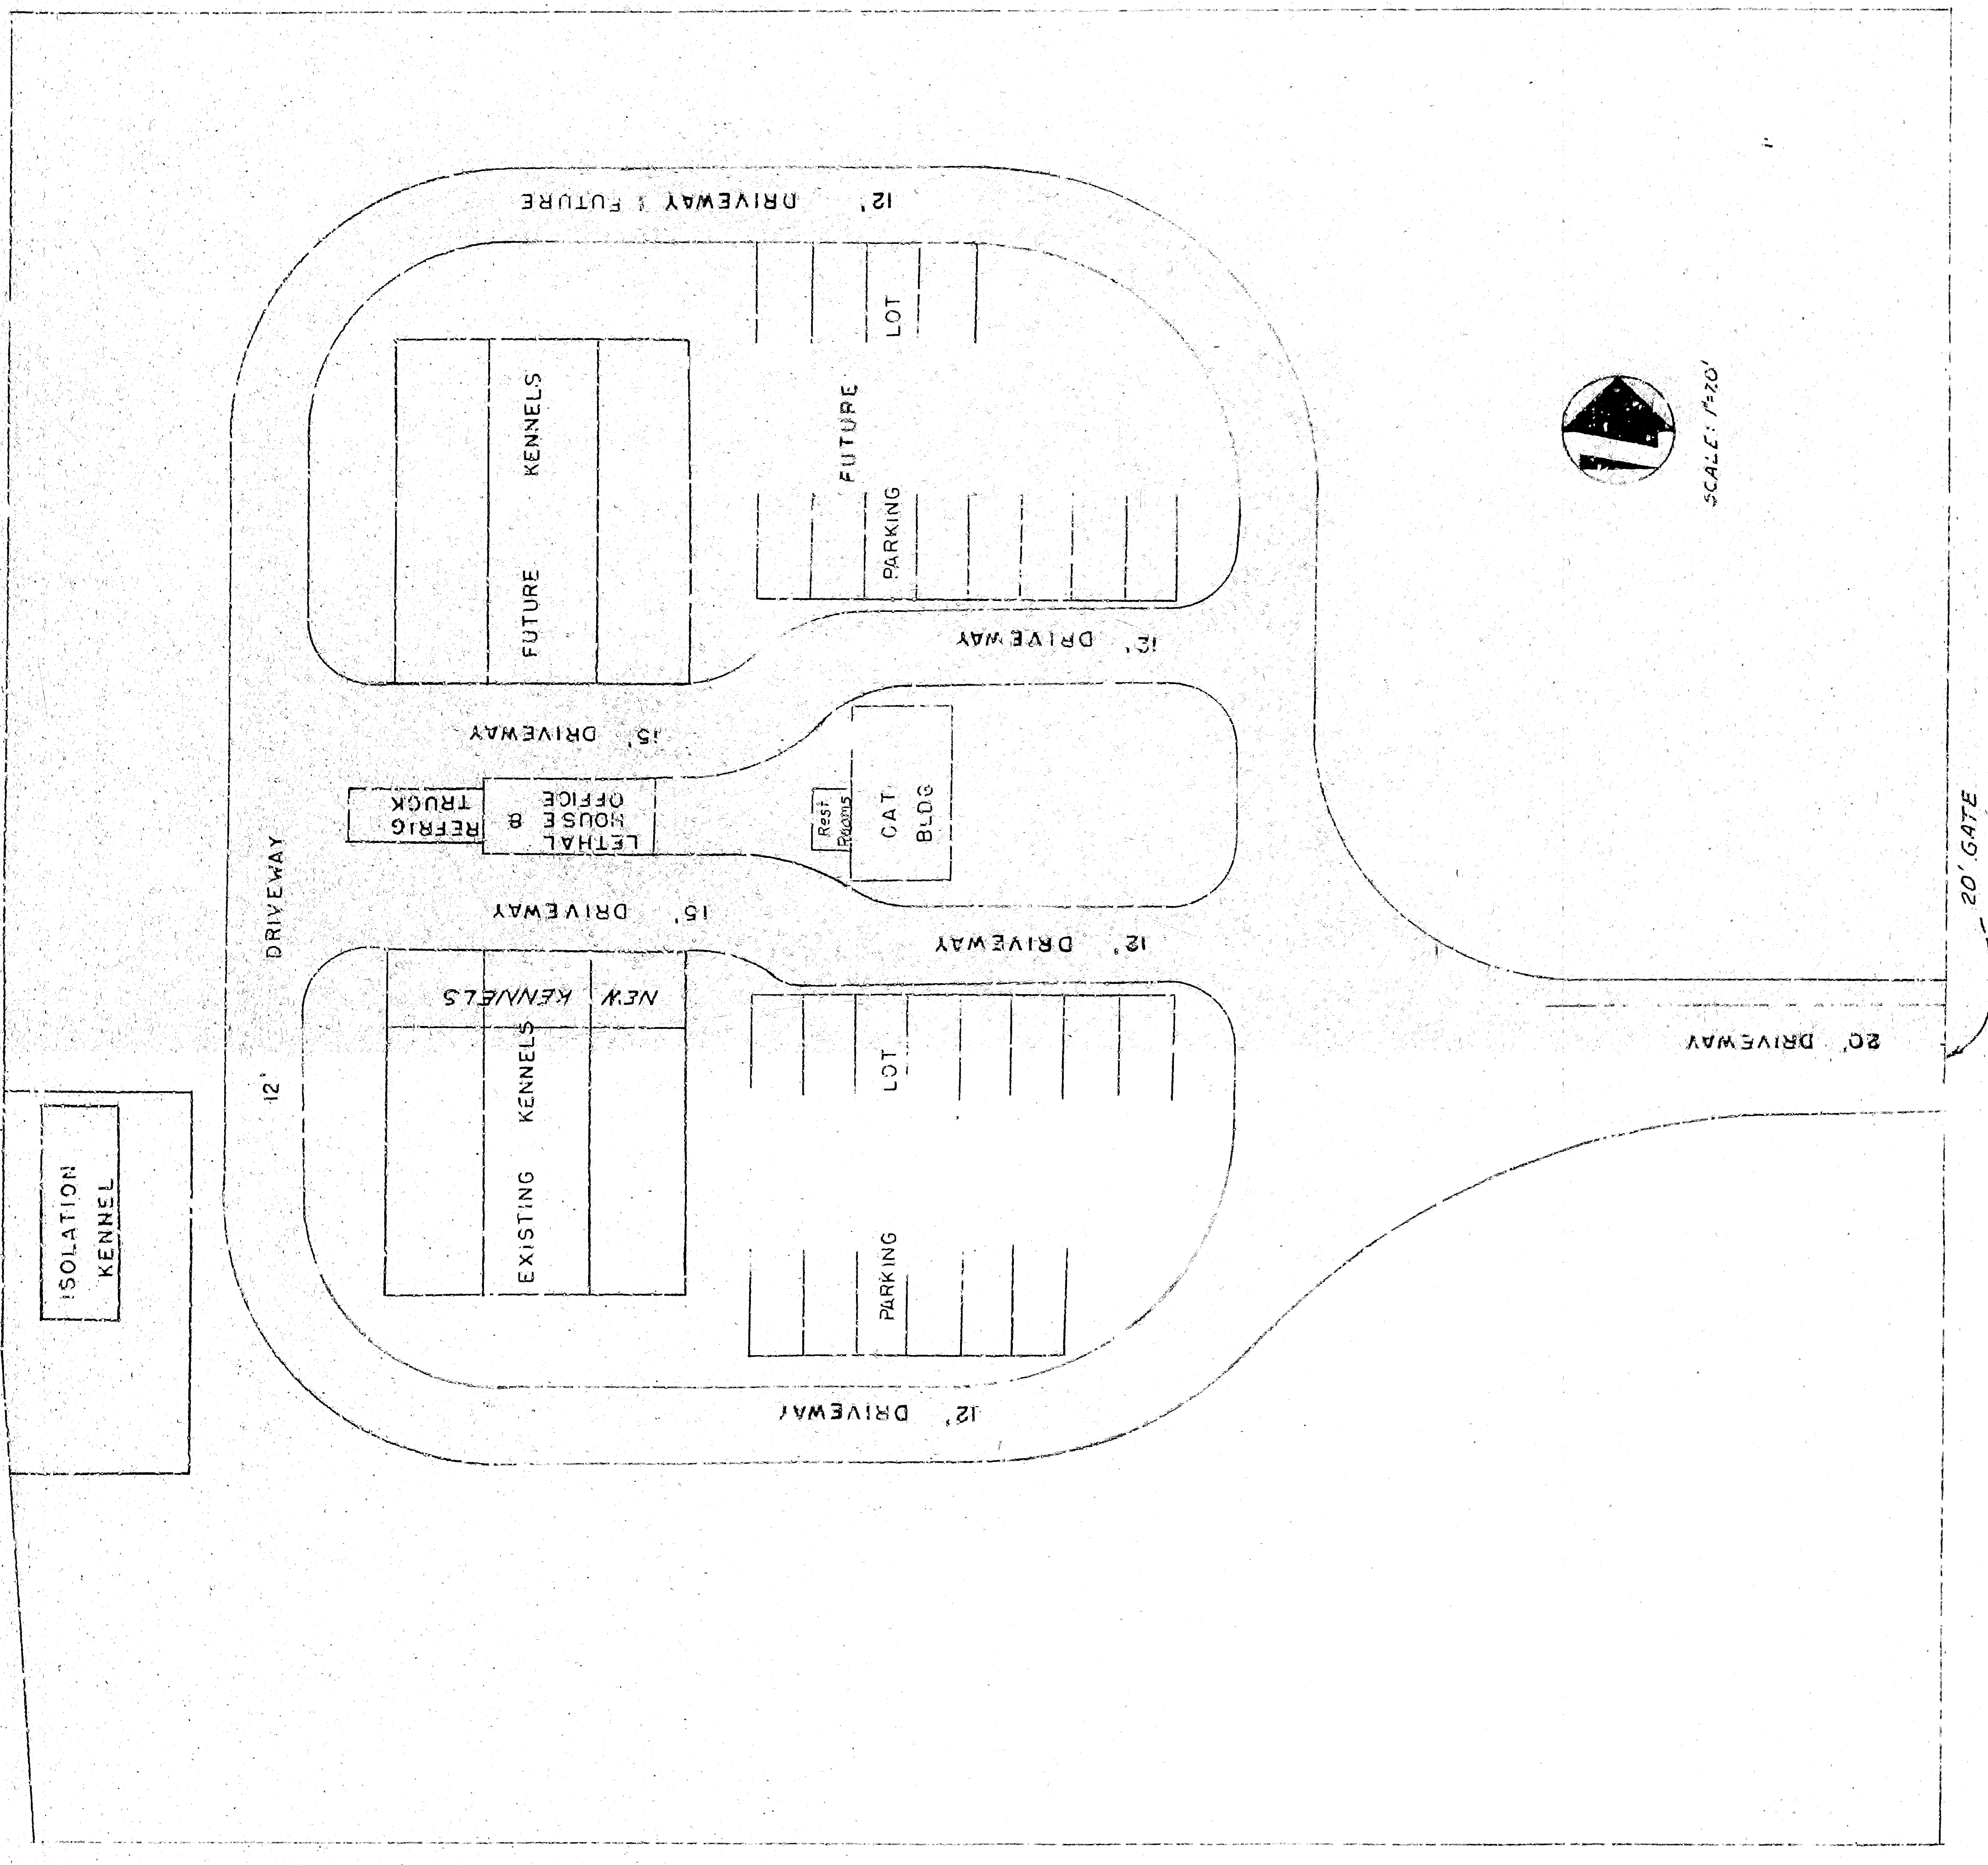 12' DRIVEWAY FUTURE
LOT
FUTURE
PARKING
FUTURE KENNELS
12' DRIVEWAY
15' DRIVEWAY
REFRIG
TRUCK
LETHAL
HOUSE &
OFFICE
Rest
Rooms
CAT
BLDG
15' DRIVEWAY
12' DRIVEWAY
12' DRIVEWAY
NEW KENNELS
EXISTING KENNELS
LOT
PARKING
ISOLATION
KENNEL
12' DRIVEWAY
20' DRIVEWAY
20' GATE
SCALE: 1"=20'